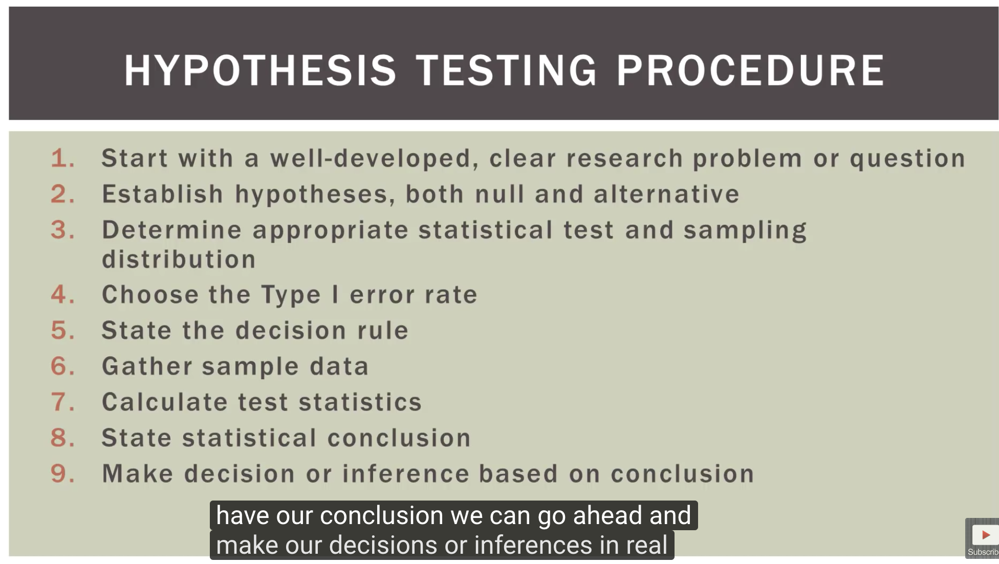 HYPOTHESIS TESTING PROCEDURE
1. Start with a well-developed, clear research problem or question
2. Establish hypotheses, both null and alternative
3. Determine appropriate statistical test and sampling
distribution
4. Choose the Type I error rate
5. State the decision rule
6. Gather sample data
7. Calculate test statistics
8. State statistical conclusion
9. Make decision or inference based on conclusion
have our conclusion we can go ahead and
make our decisions or inferences in real
Subscrib